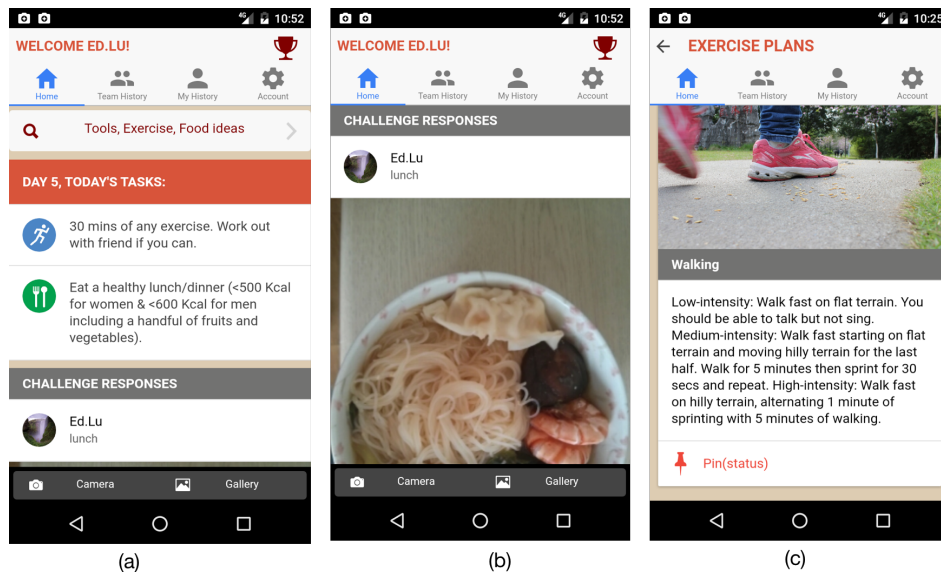 4G 10:52
WELCOME ED.LU!
Home Team History My History Account
Tools, Exercise, Food ideas
DAY 5, TODAY'S TASKS:
30 mins of any exercise. Work out
with friend if you can.
Eat a healthy lunch/dinner (<500 Kcal
for women & <600 Kcal for men
including a handful of fruits and
vegetables).
CHALLENGE RESPONSES
Ed.Lu
lunch
Camera Gallery
(a)
4G 10:52
WELCOME ED.LU!
Home Team History My History Account
CHALLENGE RESPONSES
Ed.Lu
lunch
Camera Gallery
(b)
4G 10:25
EXERCISE PLANS
Home Team History My History Account
Walking
Low-intensity: Walk fast on flat terrain. You
should be able to talk but not sing.
Medium-intensity: Walk fast starting on flat
terrain and moving hilly terrain for the last
half. Walk for 5 minutes then sprint for 30
secs and repeat. High-intensity: Walk fast
on hilly terrain, alternating 1 minute of
sprinting with 5 minutes of walking.
Pin(status)
(c)